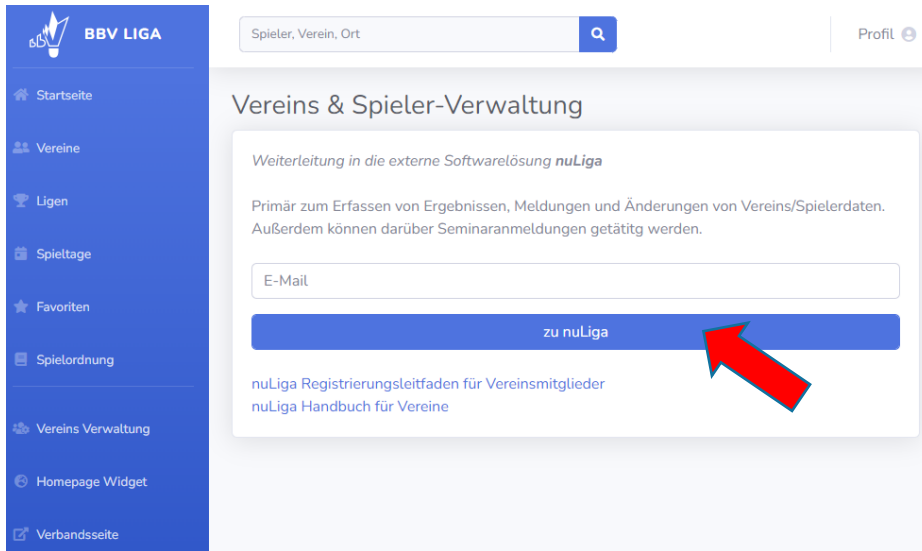 BBV
BBV LIGA
Spieler, Verein, Ort
Profil
Startseite
Vereine
Ligen
Spieltage
Favoriten
Spielordnung
Vereins Verwaltung
Homepage Widget
Verbandsseite
Vereins & Spieler-Verwaltung
Weiterleitung in die externe Softwarelösung nuLiga
Primär zum Erfassen von Ergebnissen, Meldungen und Änderungen von Vereins/Spielerdaten.
Außerdem können darüber Seminaranmeldungen getätitg werden.
E-Mail
zu nuLiga
nuLiga Registrierungsleitfaden für Vereinsmitglieder
nuLiga Handbuch für Vereine